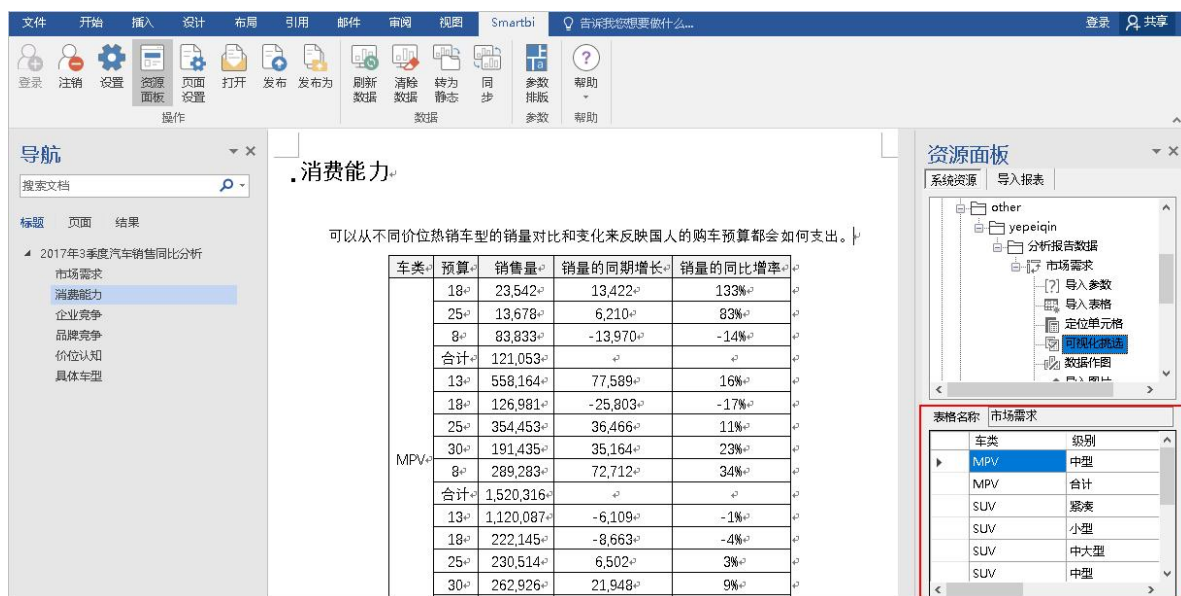 文件 开始 插入 设计 布局 引用 邮件 审阅 视图 Smartbi 告诉我您想要做什么... 登录 共享
登录 注销 设置 资源面板 页面设置 打开 发布 发布为 刷新数据 清除数据 转为静态 同步 参数排版 帮助
操作 数据 参数 帮助
导航
搜索文档
标题 页面 结果
2017年3季度汽车销售同比分析
市场需求
消费能力
企业竞争
品牌竞争
价位认知
具体车型
消费能力
可以从不同价位热销车型的销量对比和变化来反映国人的购车预算都会如何支出。
车类 预算 销售量 销量的同期增长 销量的同比增率
18 23,542 13,422 133%
25 13,678 6,210 83%
8 83,833 -13,970 -14%
合计 121,053
13 558,164 77,589 16%
18 126,981 -25,803 -17%
25 354,453 36,466 11%
30 191,435 35,164 23%
MPV
8 289,283 72,712 34%
合计 1,520,316
13 1,120,087 -6,109 -1%
18 222,145 -8,663 -4%
25 230,514 6,502 3%
30 262,926 21,948 9%
资源面板
系统资源 导入报表
other
yepeiqin
分析报告数据
市场需求
[?] 导入参数
导入表格
定位单元格
可视化挑选
数据作图
表格名称 市场需求
车类 级别
MPV 中型
MPV 合计
SUV 紧凑
SUV 小型
SUV 中大型
SUV 中型